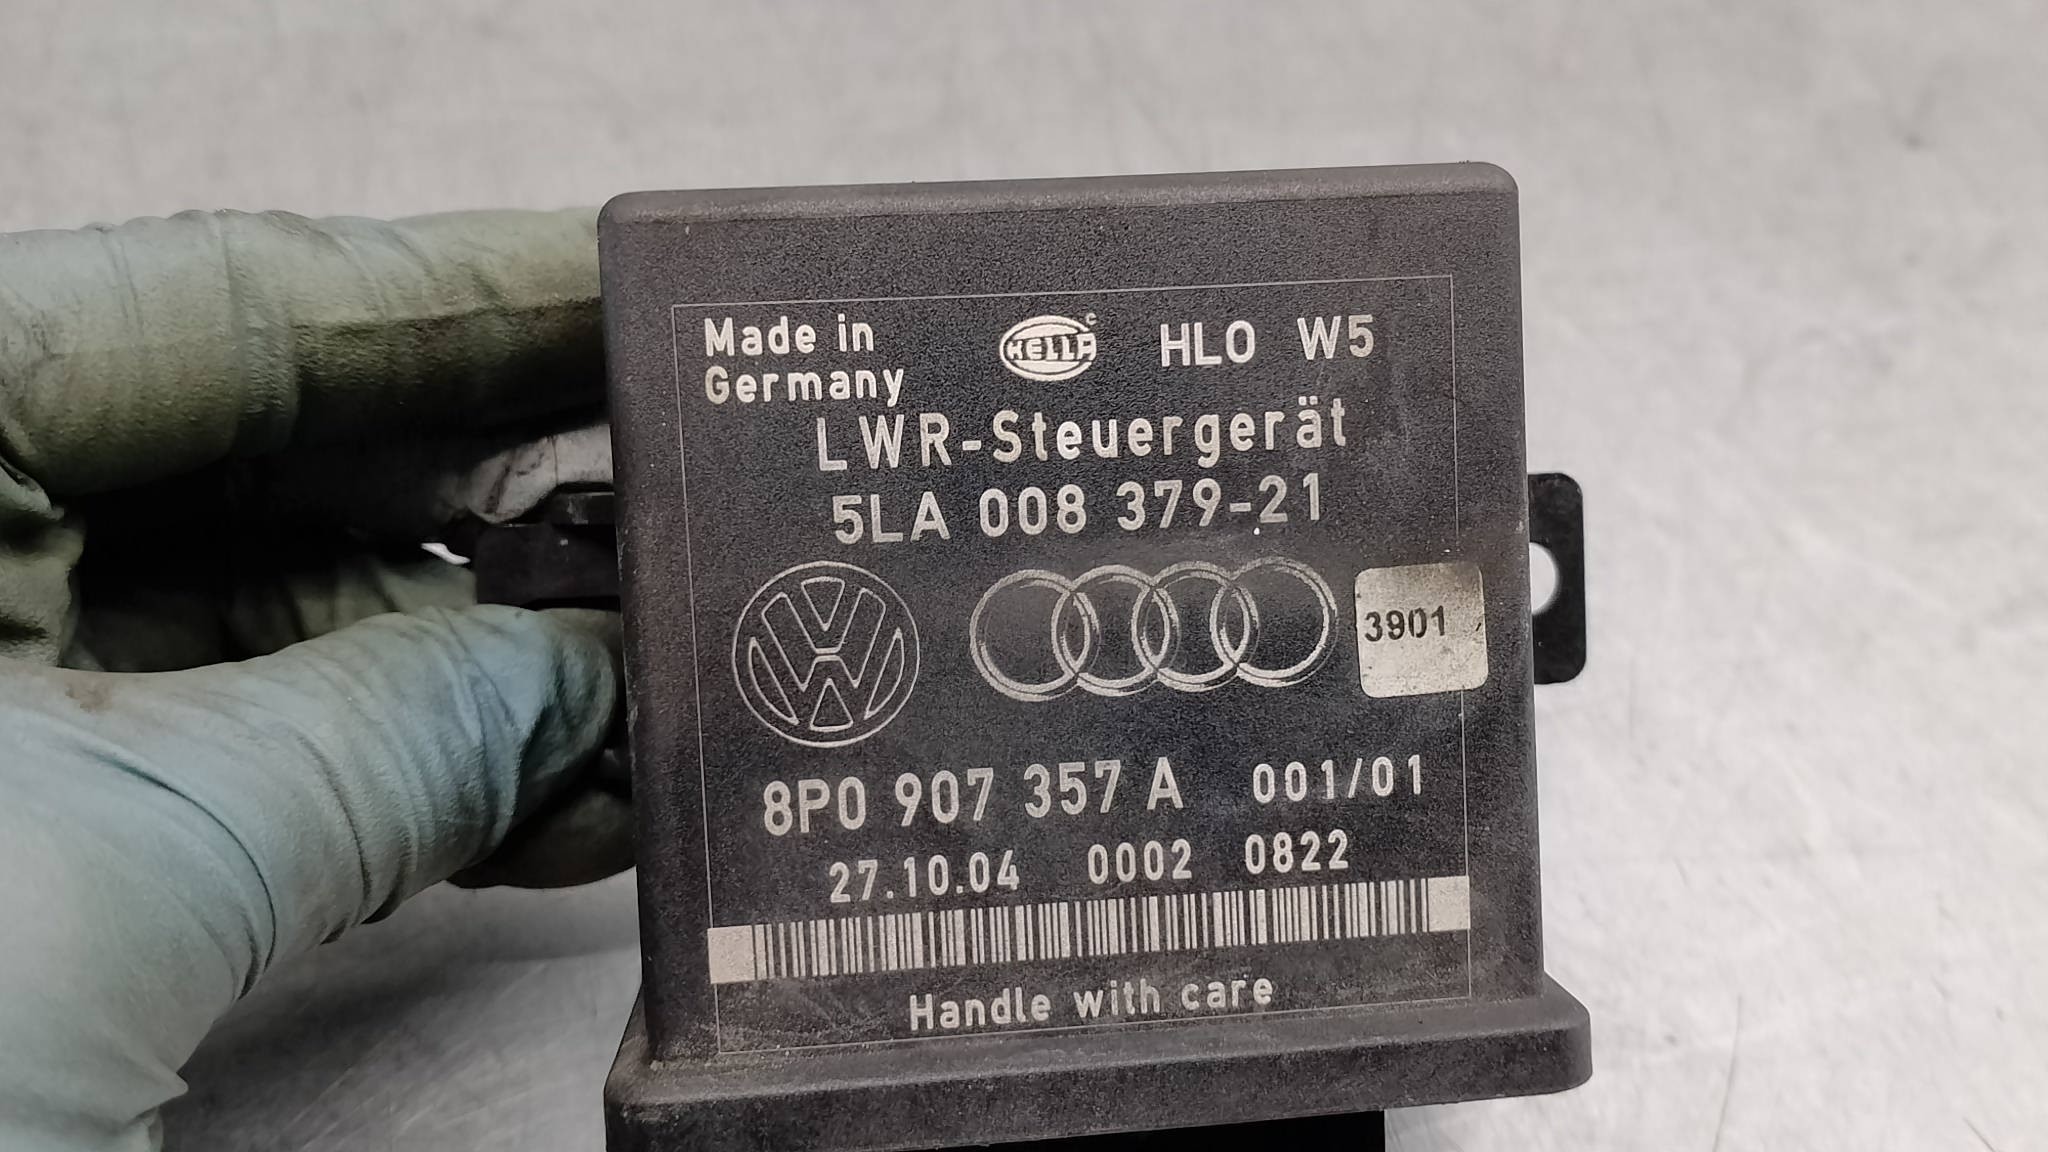 Made in
Germany
HELLA HLO W5
LWR-Steuergerät
5LA 008 379-21
3901
8P0 907 357 A 001/01
27.10.04 0002 0822
Handle with care